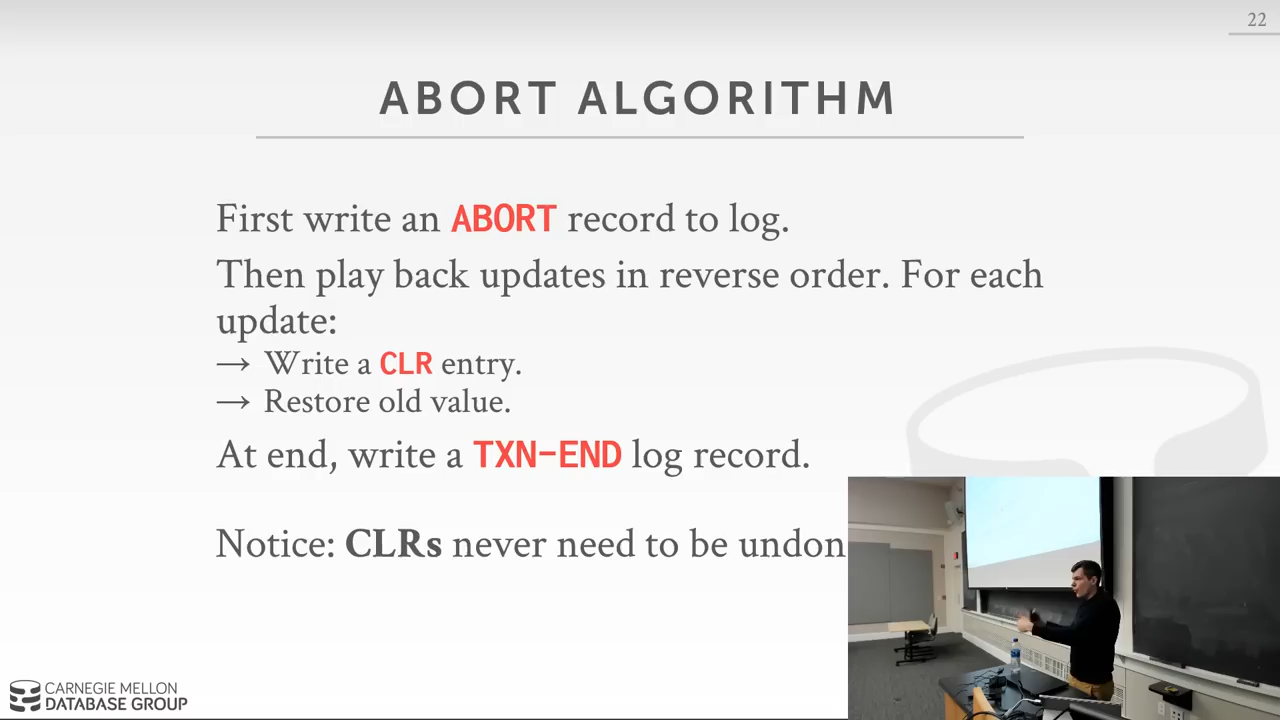 22
ABORT ALGORITHM
First write an ABORT record to log.
Then play back updates in reverse order. For each
update:
→ Write a CLR entry.
→ Restore old value.
At end, write a TXN-END log record.
Notice: CLRs never need to be undon
CARNEGIE MELLON
DATABASE GROUP